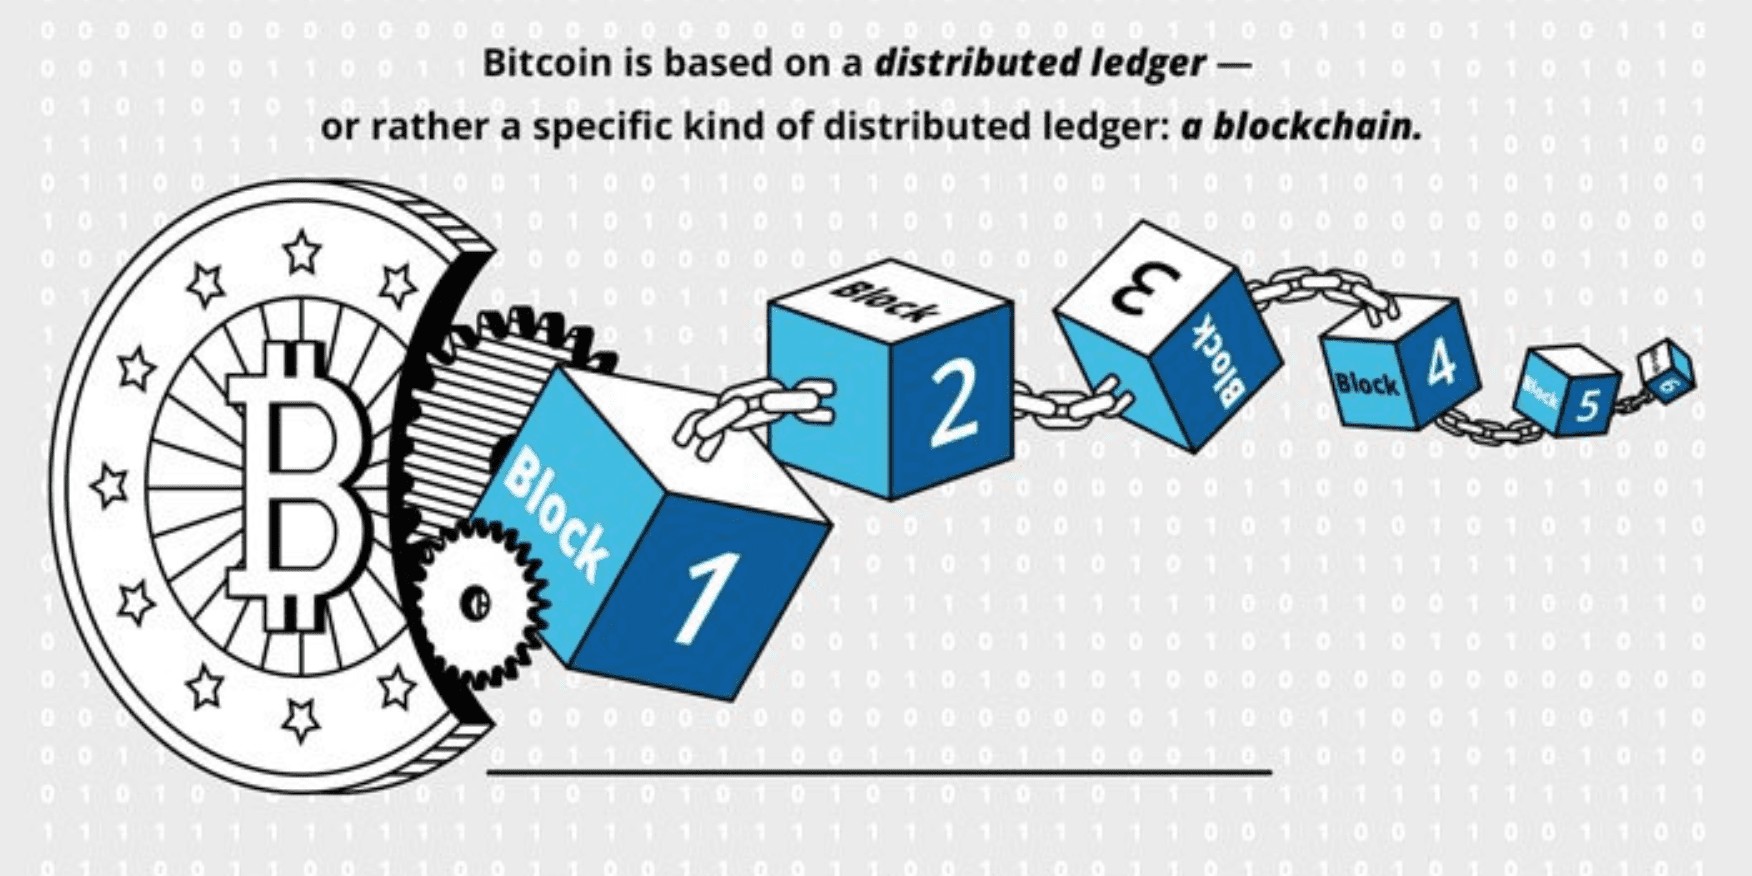 Bitcoin is based on a distributed ledger —
or rather a specific kind of distributed ledger: a blockchain.
Block
1
Block
2
3
Block
Block
4
Block
5
6